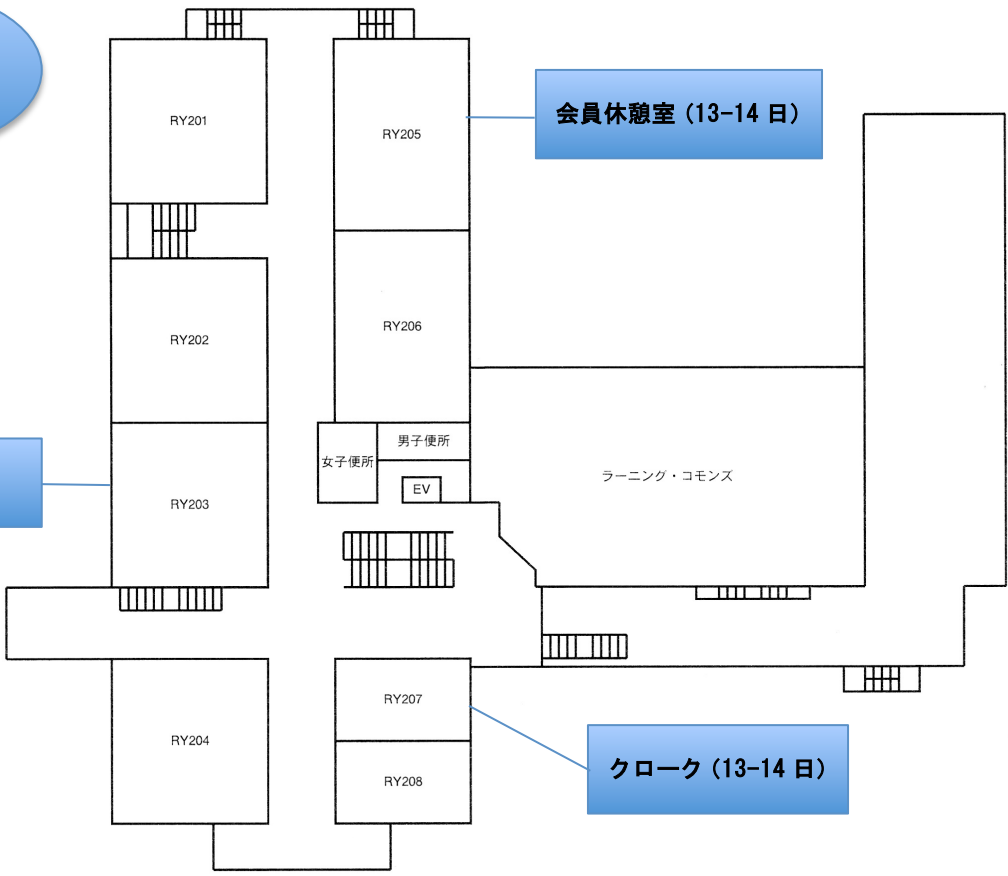 RY201
RY205
会員休憩室（13-14 日）
RY202
RY206
女子便所
男子便所
EV
RY203
ラーニング・コモンズ
RY204
RY207
RY208
クローク（13-14 日）